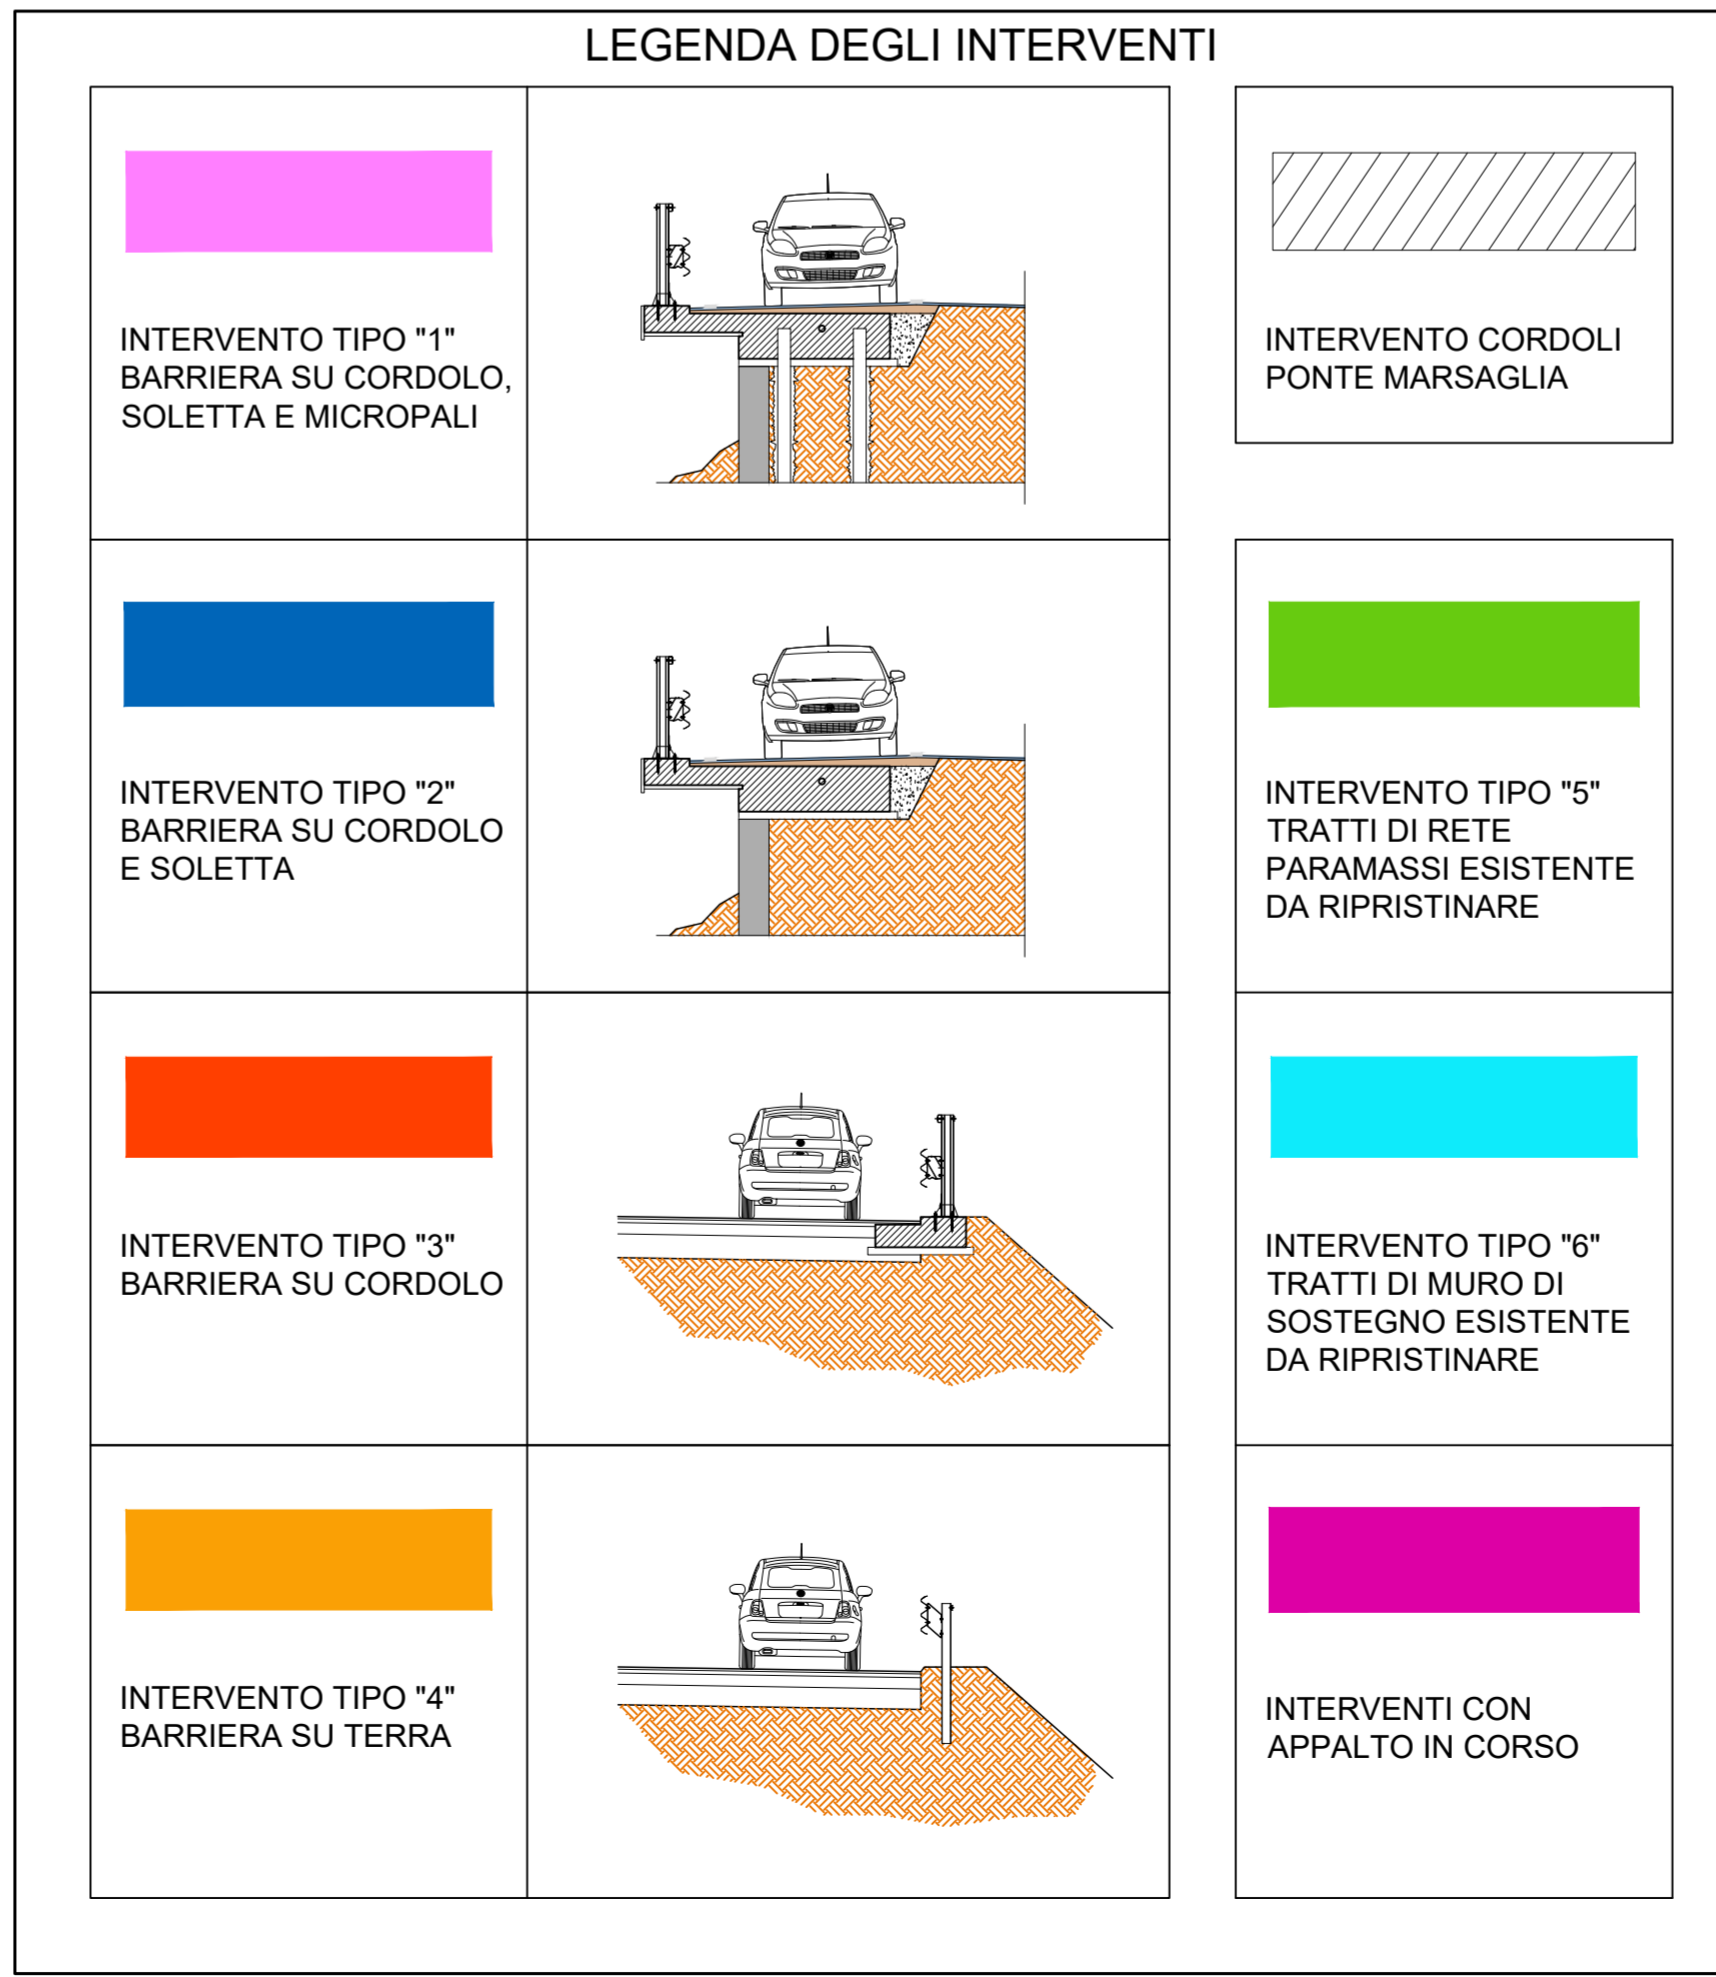 LEGENDA DEGLI INTERVENTI
INTERVENTO TIPO "1"
BARRIERA SU CORDOLO,
SOLETTA E MICROPALI
INTERVENTO CORDOLI
PONTE MARSAGLIA
INTERVENTO TIPO "2"
BARRIERA SU CORDOLO
E SOLETTA
INTERVENTO TIPO "5"
TRATTI DI RETE
PARAMASSI ESISTENTE
DA RIPRISTINARE
INTERVENTO TIPO "3"
BARRIERA SU CORDOLO
INTERVENTO TIPO "6"
TRATTI DI MURO DI
SOSTEGNO ESISTENTE
DA RIPRISTINARE
INTERVENTO TIPO "4"
BARRIERA SU TERRA
INTERVENTI CON
APPALTO IN CORSO